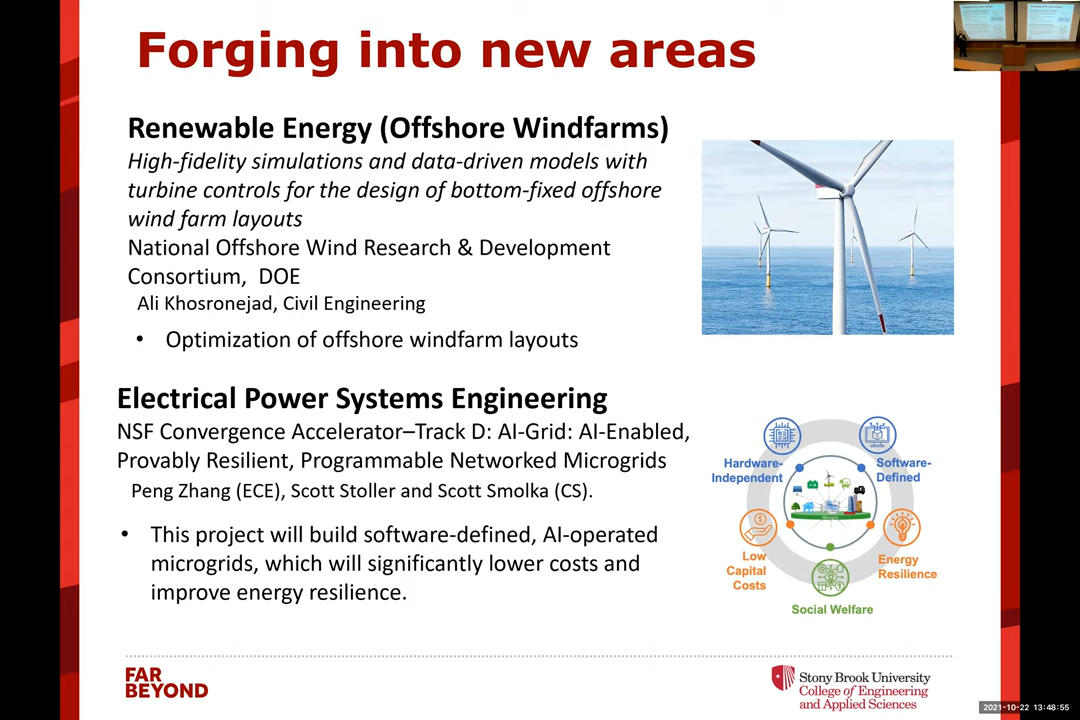 Forging into new areas
Renewable Energy (Offshore Windfarms)
High-fidelity simulations and data-driven models with
turbine controls for the design of bottom-fixed offshore
wind farm layouts
National Offshore Wind Research & Development
Consortium,  DOE
Ali Khosronejad, Civil Engineering
• Optimization of offshore windfarm layouts
Electrical Power Systems Engineering
NSF Convergence Accelerator–Track D: AI-Grid: AI-Enabled,
Provably Resilient, Programmable Networked Microgrids
Peng Zhang (ECE), Scott Stoller and Scott Smolka (CS).
• This project will build software-defined, AI-operated
microgrids, which will significantly lower costs and
improve energy resilience.
Hardware-
Independent
Software-
Defined
Low
Capital
Costs
Energy
Resilience
Social Welfare
FAR
BEYOND
Stony Brook University
College of Engineering
and Applied Sciences
2021-10-22 13:48:55